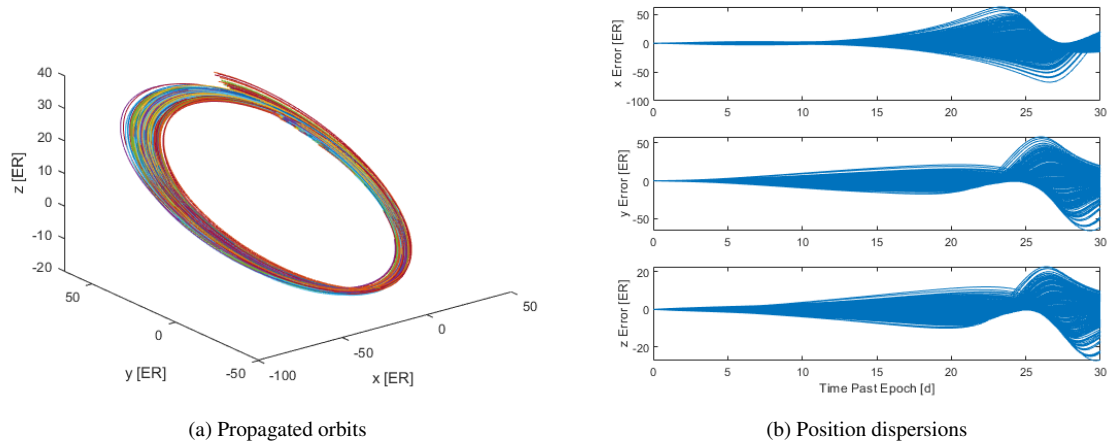 40
30
20
10
0
-10
-20
z [ER]
50
0
-50
y [ER]
-100
-50
0
50
x [ER]
(a) Propagated orbits
50
0
-50
-100
x Error [ER]
0 5 10 15 20 25 30
50
0
-50
y Error [ER]
0 5 10 15 20 25 30
20
0
-20
z Error [ER]
0 5 10 15 20 25 30
Time Past Epoch [d]
(b) Position dispersions